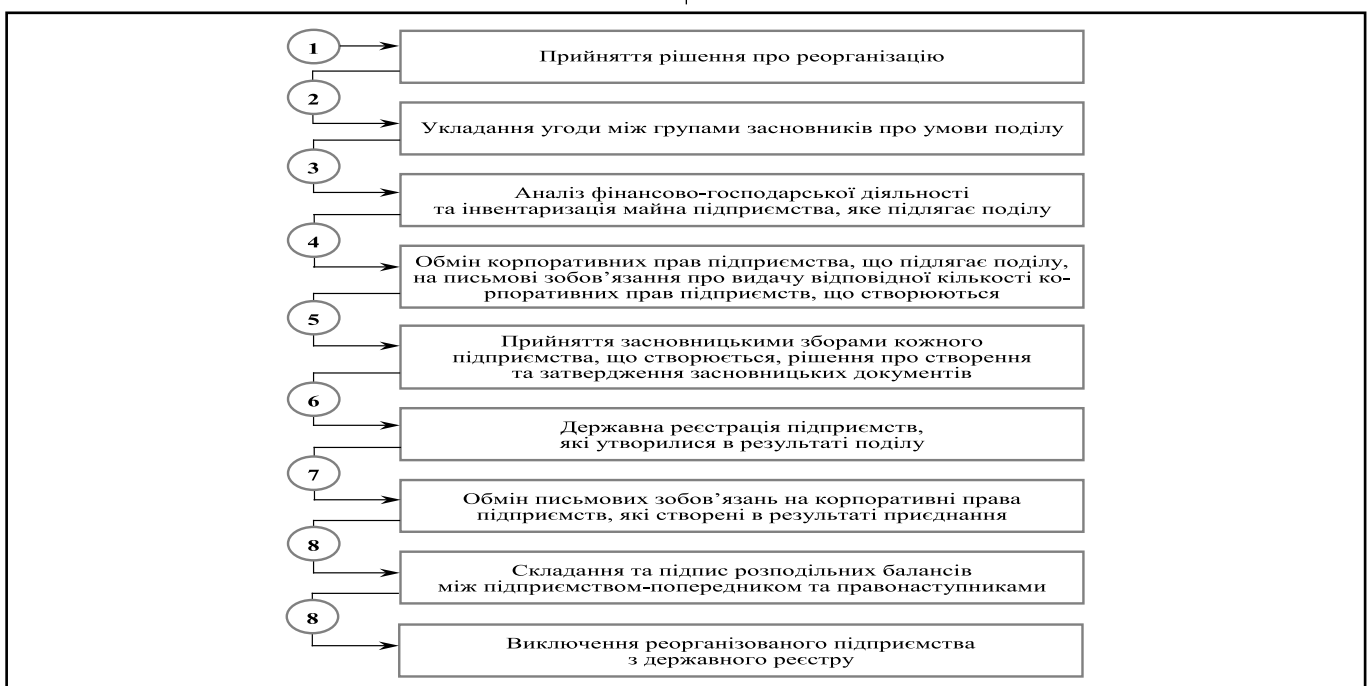 1
Прийняття рішення про реорганізацію
2
Укладання угоди між групами засновників про умови поділу
3
Аналіз фінансово-господарської діяльності
та інвентаризація майна підприємства, яке підлягає поділу
4
Обмін корпоративних прав підприємства, що підлягає поділу,
на письмові зобов’язання про видачу відповідної кількості ко-
рпоративних прав підприємств, що створюються
5
Прийняття засновницькими зборами кожного
підприємства, що створюється, рішення про створення
та затвердження засновницьких документів
6
Державна реєстрація підприємств,
які утворилися в результаті поділу
7
Обмін письмових зобов’язань на корпоративні права
підприємств, які створені в результаті приєднання
8
Складання та підпис розподільних балансів
між підприємством-попередником та правонаступниками
8
Виключення реорганізованого підприємства
з державного реєстру